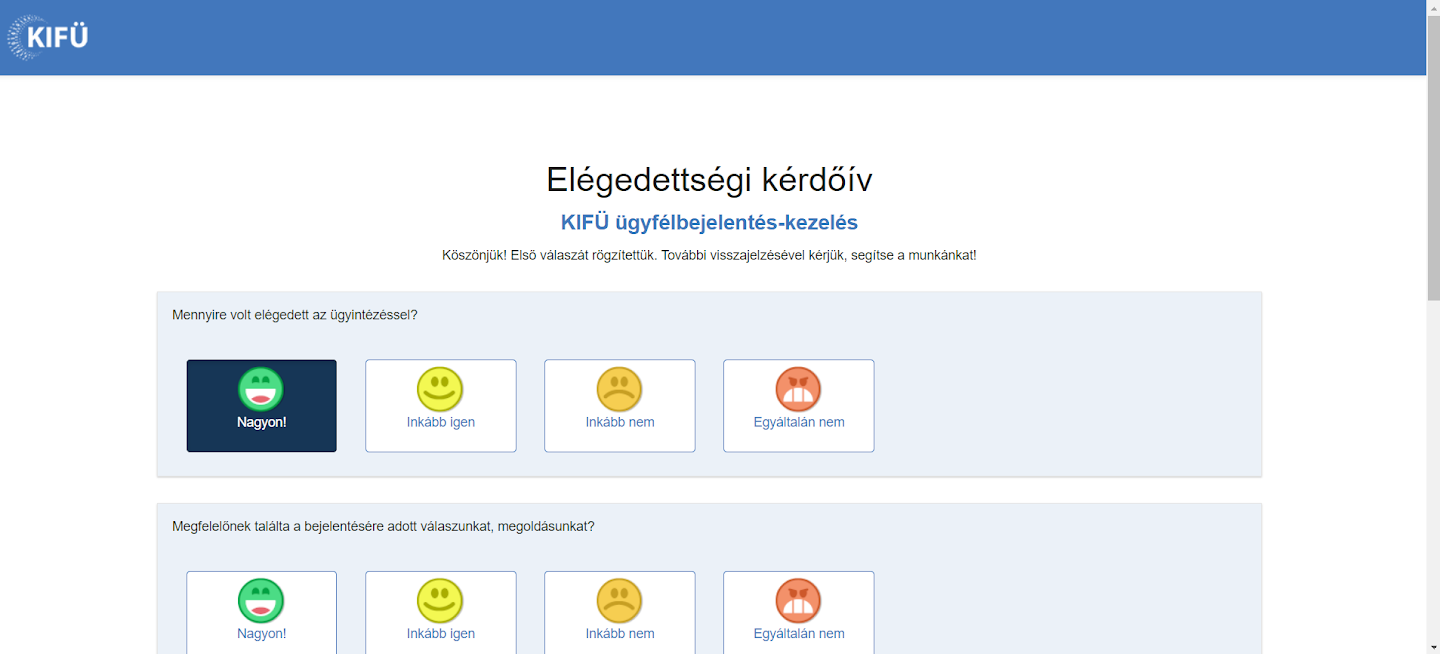 KIFÜ
Elégedettségi kérdőív
KIFÜ ügyfélbejelentés-kezelés
Köszönjük! Első válaszát rögzítettük. További visszajelzésével kérjük, segítse a munkánkat!
Mennyire volt elégedett az ügyintézéssel?
Nagyon! Inkább igen Inkább nem Egyáltalán nem
Megfelelőnek találta a bejelentésére adott válaszunkat, megoldásunkat?
Nagyon! Inkább igen Inkább nem Egyáltalán nem